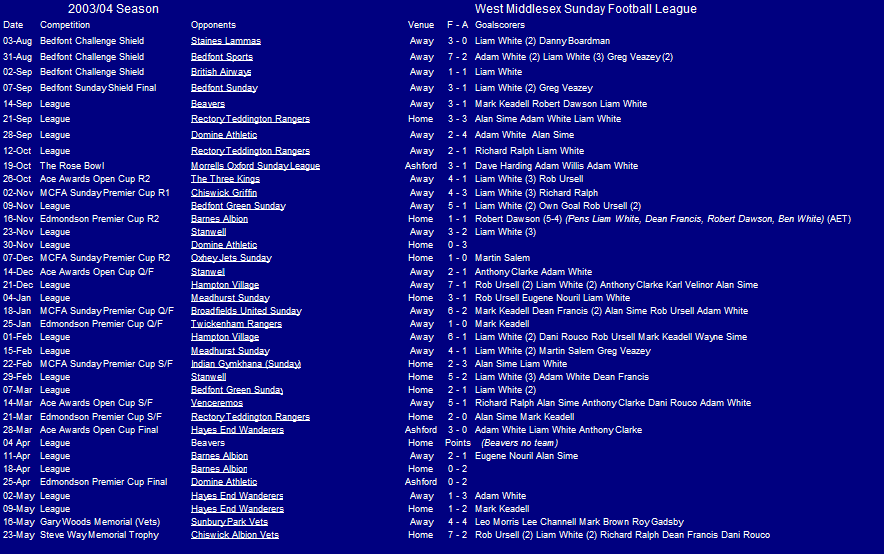 2003/04 Season West Middlesex Sunday Football League
Date Competition Opponents Venue F - A Goalscorers
03-Aug Bedfont Challenge Shield Staines Lammas Away 3 - 0 Liam White (2) Danny Boardman
31-Aug Bedfont Challenge Shield Bedfont Sports Away 7 - 2 Adam White (2) Liam White (3) Greg Veazey (2)
02-Sep Bedfont Challenge Shield British Airways Away 1 - 1 Liam White
07-Sep Bedfont Sunday Shield Final Bedfont Sunday Away 3 - 1 Liam White (2) Greg Veazey
14-Sep League Beavers Away 3 - 1 Mark Keadell Robert Dawson Liam White
21-Sep League Rectory Teddington Rangers Home 3 - 3 Alan Sime Adam White Liam White
28-Sep League Domine Athletic Away 2 - 4 Adam White Alan Sime
12-Oct League Rectory Teddington Rangers Away 2 - 1 Richard Ralph Liam White
19-Oct The Rose Bowl Morrells Oxford Sunday League Ashford 3 - 1 Dave Harding Adam Willis Adam White
26-Oct Ace Awards Open Cup R2 The Three Kings Away 4 - 1 Liam White (3) Rob Ursell
02-Nov MCFA Sunday Premier Cup R1 Chiswick Griffin Away 4 - 3 Liam White (3) Richard Ralph
09-Nov League Bedfont Green Sunday Away 5 - 1 Liam White (2) Own Goal Rob Ursell (2)
16-Nov Edmondson Premier Cup R2 Barnes Albion Home 1 - 1 Robert Dawson (5-4) (Pens Liam White, Dean Francis, Robert Dawson, Ben White) (AET)
23-Nov League Stanwell Away 3 - 2 Liam White (3)
30-Nov League Domine Athletic Home 0 - 3
07-Dec MCFA Sunday Premier Cup R2 Oxhey Jets Sunday Home 1 - 0 Martin Salem
14-Dec Ace Awards Open Cup Q/F Stanwel Away 2 - 1 Anthony Clarke Adam White
21-Dec League Hampton Village Away 7 - 1 Rob Ursell (2) Liam White (2) Anthony Clarke Karl Velinor Alan Sime
04-Jan League Meadhurst Sunday Home 3 - 1 Rob Ursell Eugene Nouril Liam White
18-Jan MCFA Sunday Premier Cup Q/F Broadfields United Sunday Away 6 - 2 Mark Keadell Dean Francis (2) Alan Sime Rob Ursell Adam White
25-Jan Edmondson Premier Cup Q/F Twickenham Rangers Away 1 - 0 Mark Keadell
01-Feb League Hampton Village Away 6 - 1 Liam White (2) Dani Rouco Rob Ursell Mark Keadell Wayne Sime
15-Feb League Meadhurst Sunday Away 4 - 1 Liam White (2) Martin Salem Greg Veazey
22-Feb MCFA Sunday Premier Cup S/F Indian Gymkhana (Sunday) Home 2 - 3 Alan Sime Liam White
29-Feb League Stanwell Home 5 - 2 Liam White (3) Adam White Dean Francis
07-Mar League Bedfont Green Sunday Home 2 - 1 Liam White (2)
14-Mar Ace Awards Open Cup S/F Venceremos Away 5 - 1 Richard Ralph Alan Sime Anthony Clarke Dani Rouco Adam White
21-Mar Edmondson Premier Cup S/F Rectory Teddington Rangers Home 2 - 0 Alan Sime Mark Keadell
28-Mar Ace Awards Open Cup Final Hayes End Wanderers Ashford 3 - 0 Adam White Liam White Anthony Clarke
04 Apr League Beavers Home Points (Beavers no team)
11-Apr League Barnes Albion Away 2 - 1 Eugene Nouril Alan Sime
18-Apr League Barnes Albion Home 0 - 2
25-Apr Edmondson Premier Cup Final Domine Athletic Ashford 0 - 2
02-May League Hayes End Wanderers Away 1 - 3 Adam White
09-May League Hayes End Wanderers Home 1 - 2 Mark Keadell
16-May Gary Woods Memorial (Vets) Sunbury Park Vets Away 4 - 4 Leo Morris Lee Channell Mark Brown Roy Gadsby
23-May Steve Way Memorial Trophy Chiswick Albion Vets Home 7 - 2 Rob Ursell (2) Liam White (2) Richard Ralph Dean Francis Dani Rouco